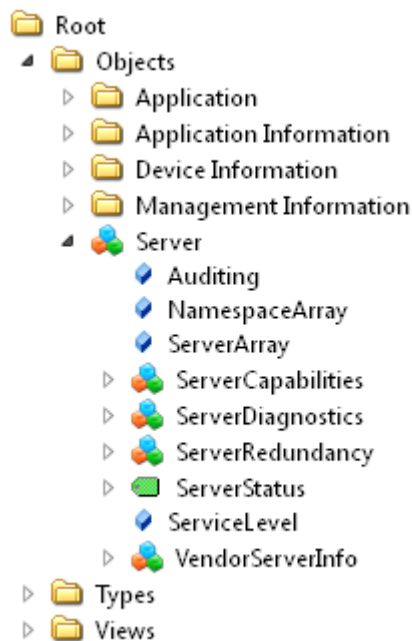 Root
Objects
Application
Application Information
Device Information
Management Information
Server
Auditing
NamespaceArray
ServerArray
ServerCapabilities
ServerDiagnostics
ServerRedundancy
ServerStatus
ServiceLevel
VendorServerInfo
Types
Views